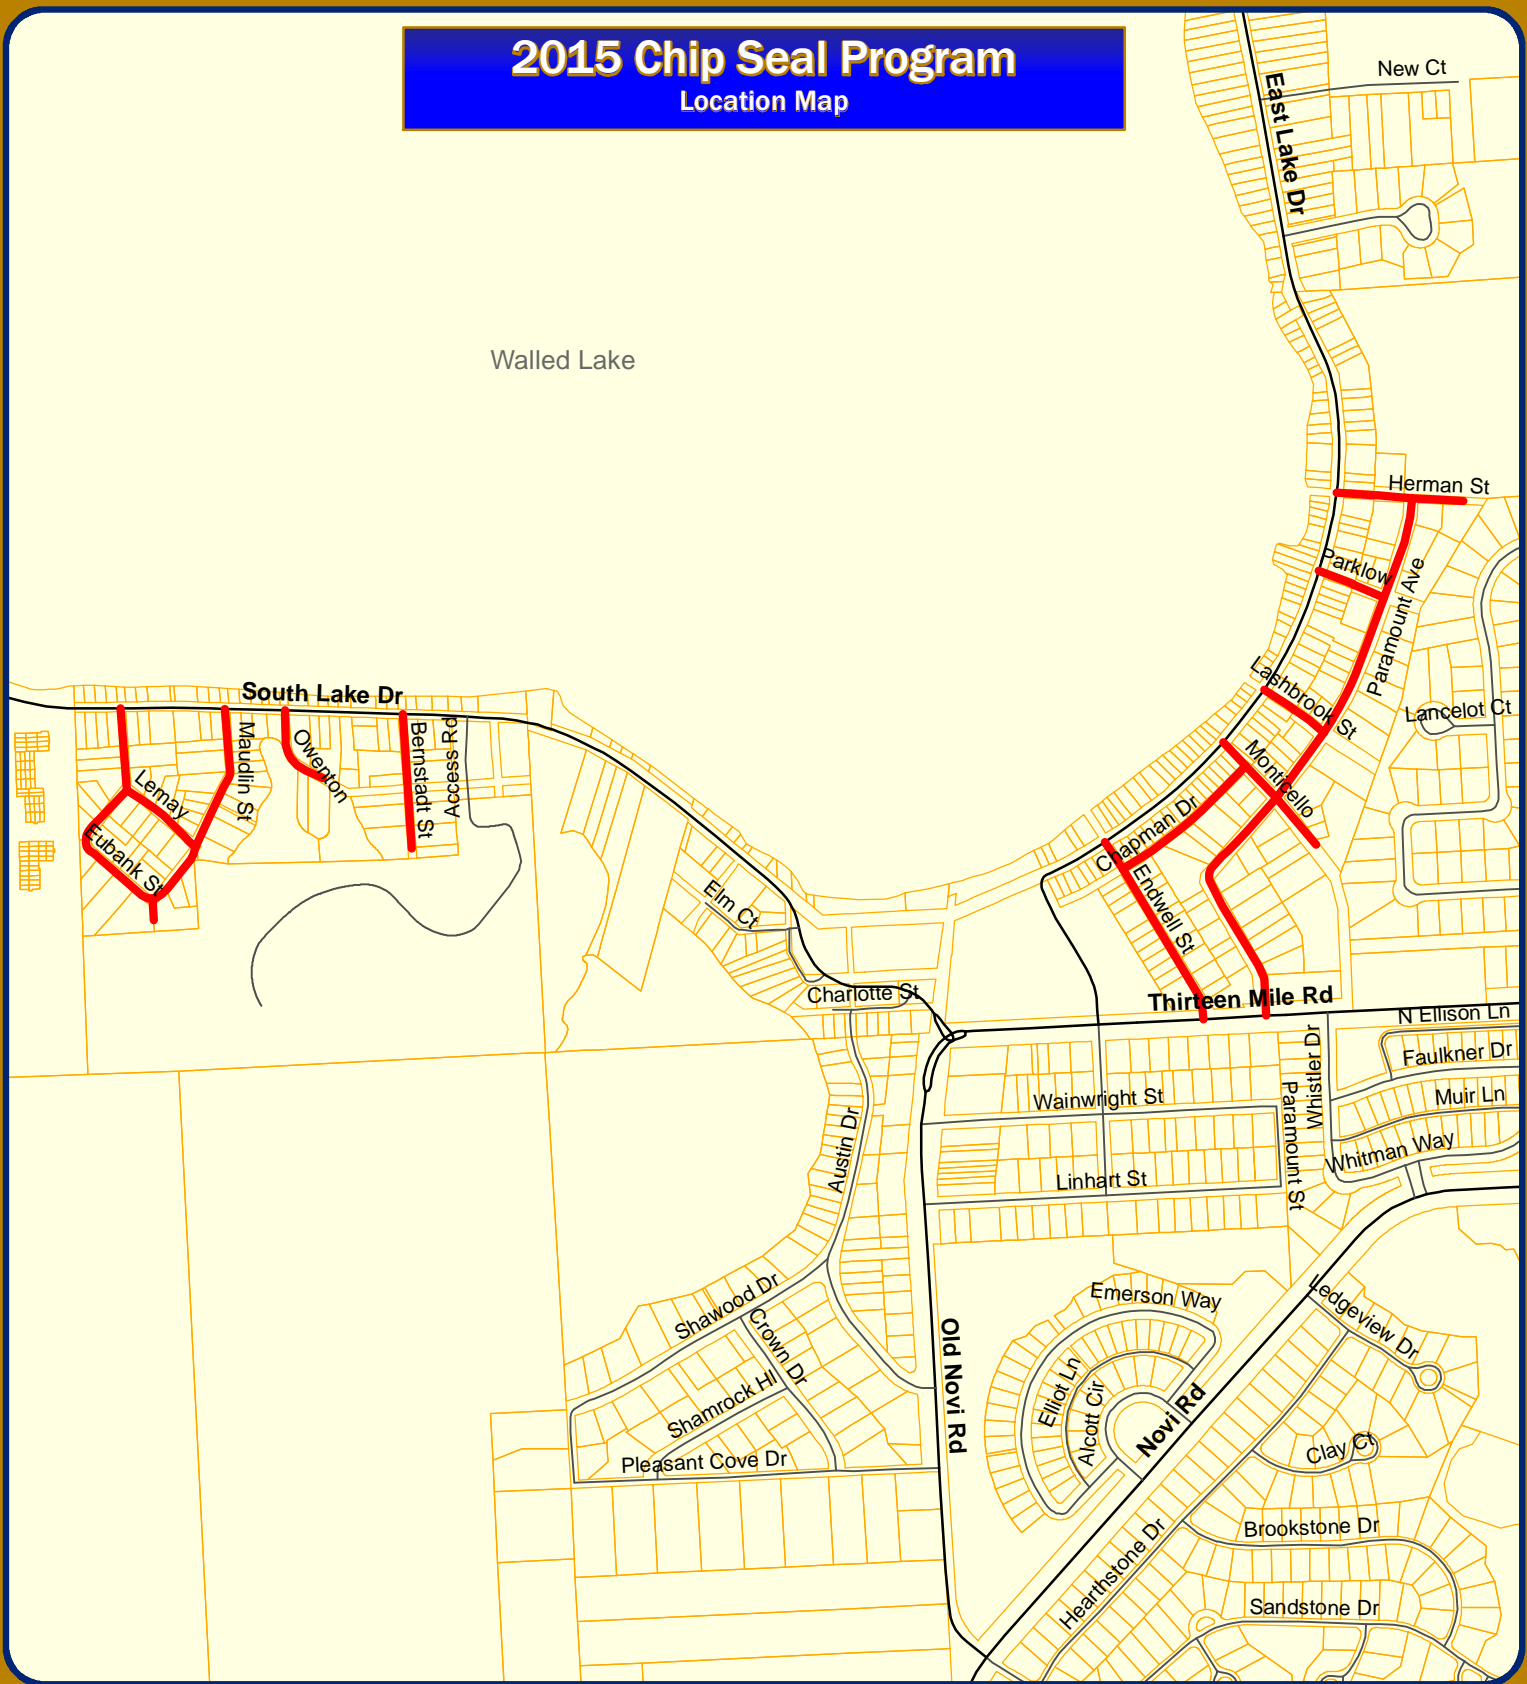 2015 Chip Seal Program
Location Map
New Ct
East Lake Dr
Walled Lake
Herman St
Parklow
Paramount Ave
Lashbrook St
Lancelot Ct
South Lake Dr
Maudlin St
Owenton
Bernstadt St
Access Rd
Lemay
Eubank St
Monticello
Chapman Dr
Endwell St
Elm Ct
Charlotte St
Thirteen Mile Rd
N Ellison Ln
Faulkner Dr
Whistler Dr
Muir Ln
Wainwright St
Paramount St
Whitman Way
Austin Dr
Linhart St
Emerson Way
Ledgeview Dr
Shawood Dr
Crown Dr
Old Novi Rd
Elliot Ln
Alcott Cir
Novi Rd
Shamrock Hl
Pleasant Cove Dr
Clay Ct
Brookstone Dr
Hearthstone Dr
Sandstone Dr